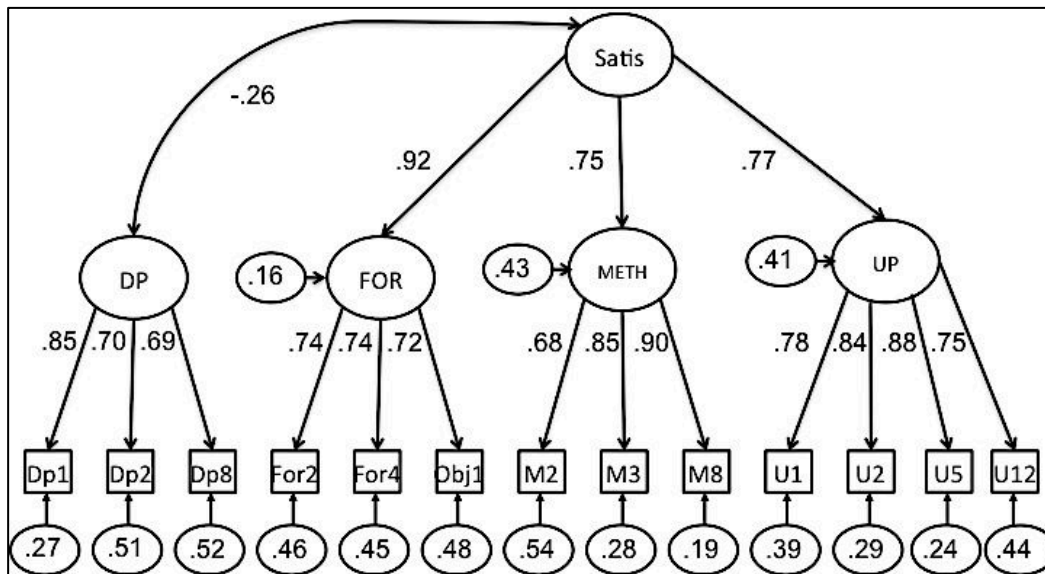 Satis
-.26
.92 .75 .77
DP .16 FOR .43 METH .41 UP
.85 .70 .69 .74 .74 .72 .68 .85 .90 .78 .84 .88 .75
Dp1 Dp2 Dp8 For2 For4 Obj1 M2 M3 M8 U1 U2 U5 U12
.27 .51 .52 .46 .45 .48 .54 .28 .19 .39 .29 .24 .44